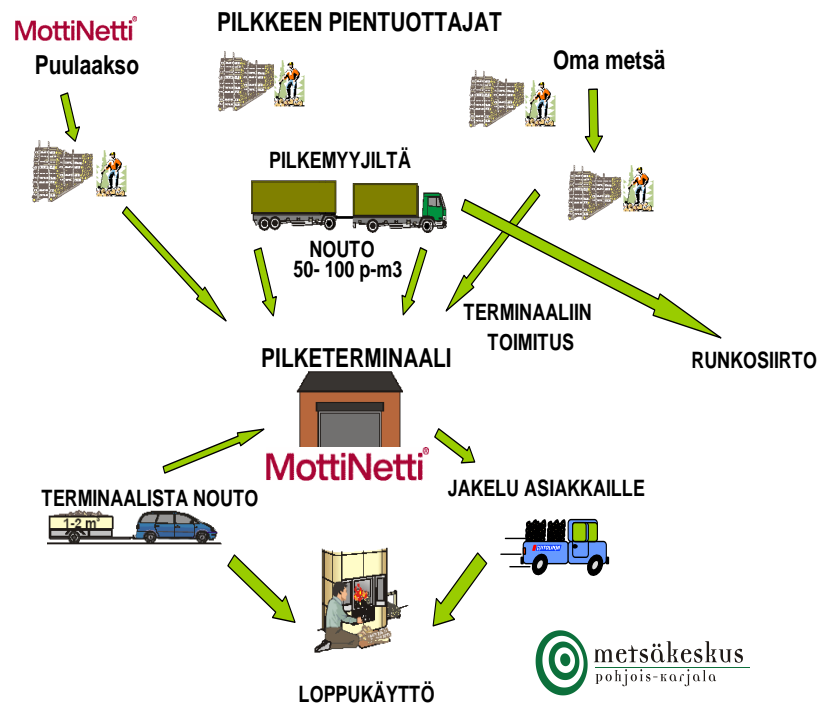 MottiNetti®
PILKKEEN PIENTUOTTAJAT
Puulaakso
Oma metsä
PILKEMYYJILTÄ
NOUTO
50- 100 p-m3
TERMINAALIIN
TOIMITUS
RUNKOSIIRTO
PILKETERMINAALI
MottiNetti®
TERMINAALISTA NOUTO
1-2 m³
JAKELU ASIAKKAILLE
LOPPUKÄYTTÖ
metsäkeskus
pohjois-karjala